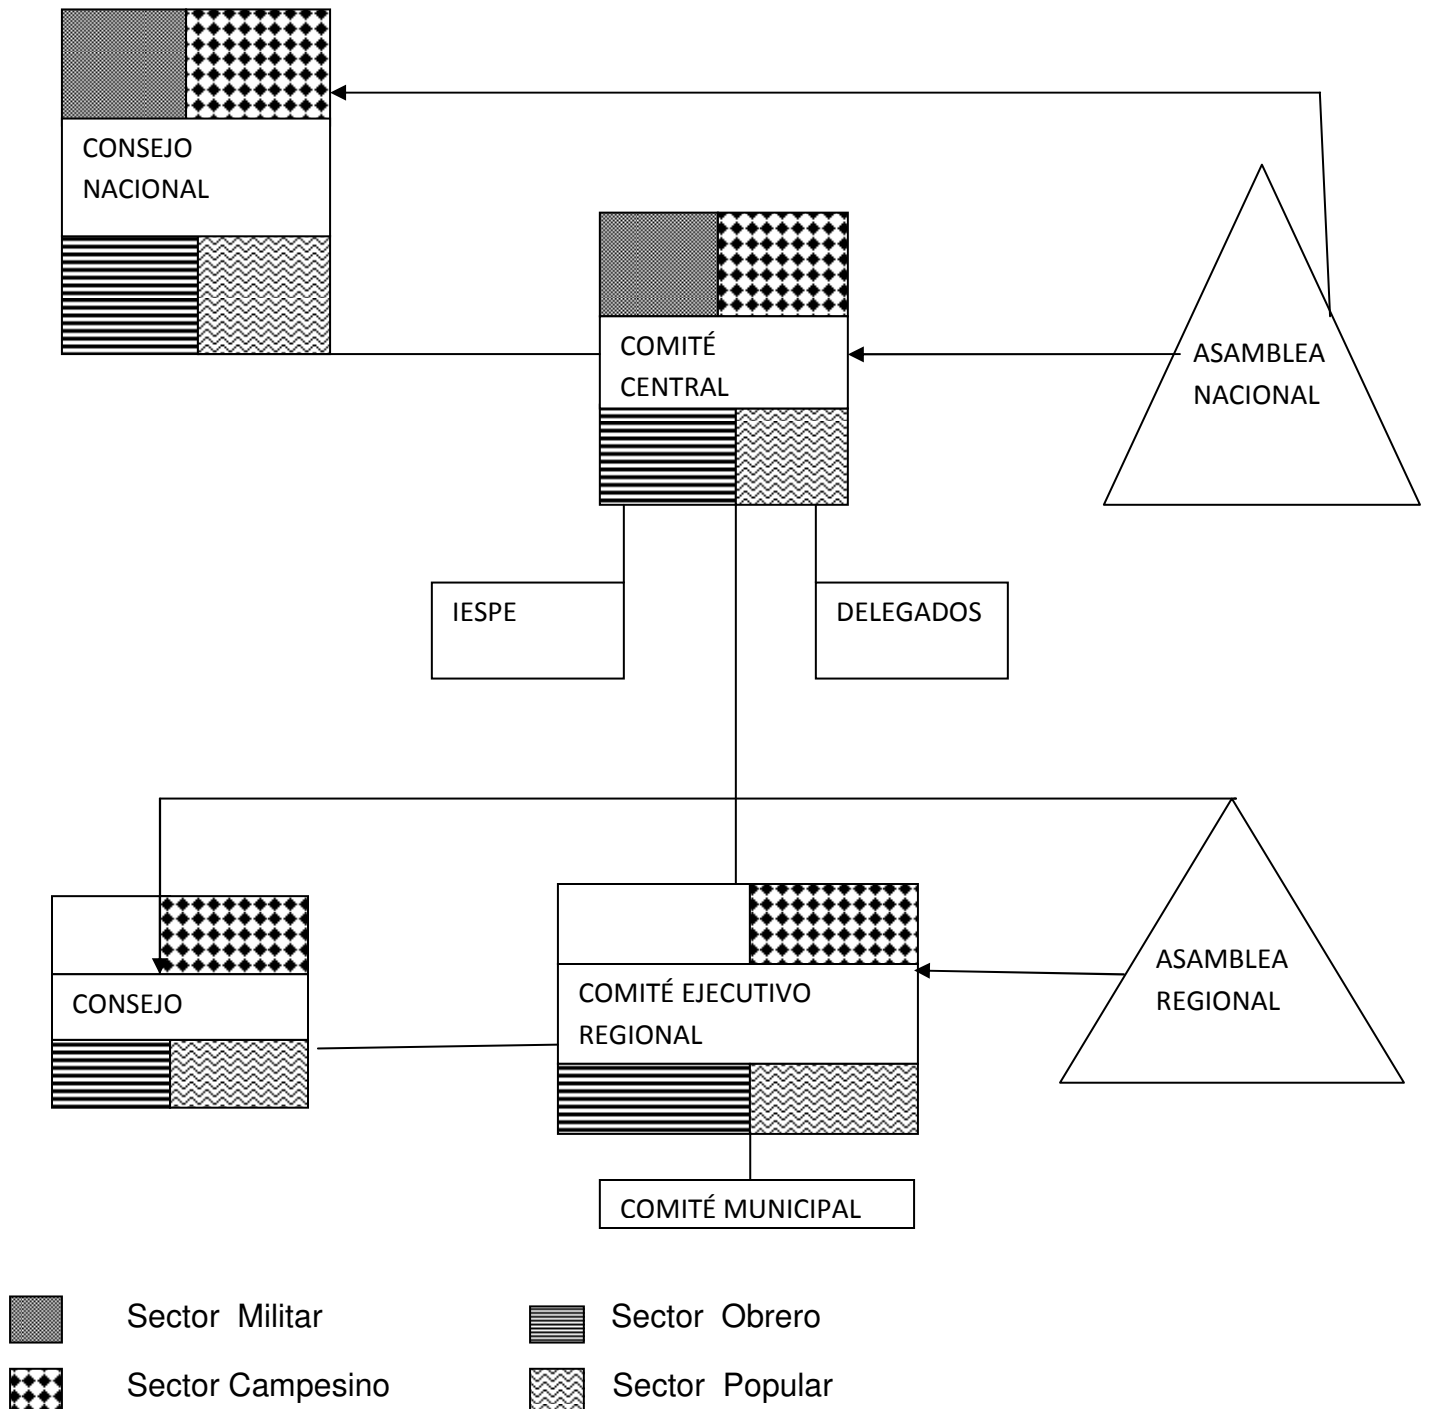 CONSEJO
NACIONAL
COMITÉ
CENTRAL
ASAMBLEA
NACIONAL
IESPE
DELEGADOS
CONSEJO
COMITÉ EJECUTIVO
REGIONAL
ASAMBLEA
REGIONAL
COMITÉ MUNICIPAL
Sector Militar
Sector Obrero
Sector Campesino
Sector Popular